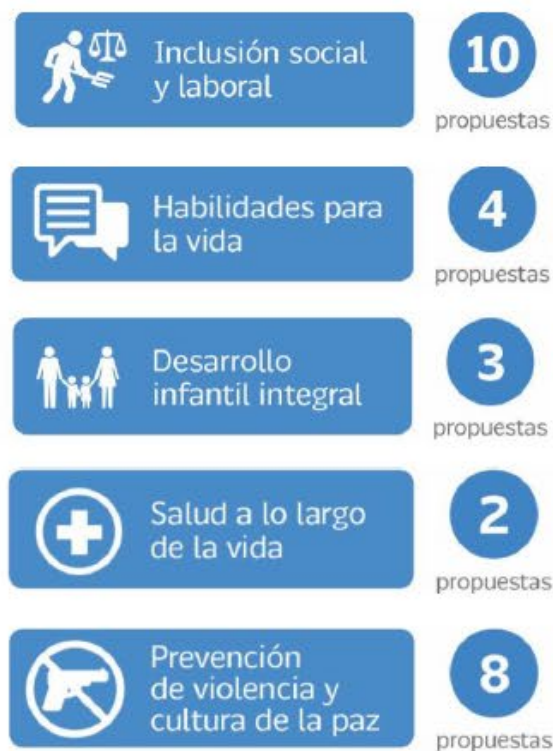 Inclusión social
y laboral
10
propuestas
Habilidades para
la vida
4
propuestas
Desarrollo
infantil integral
3
propuestas
Salud a lo largo
de la vida
2
propuestas
Prevención
de violencia y
cultura de la paz
8
propuestas